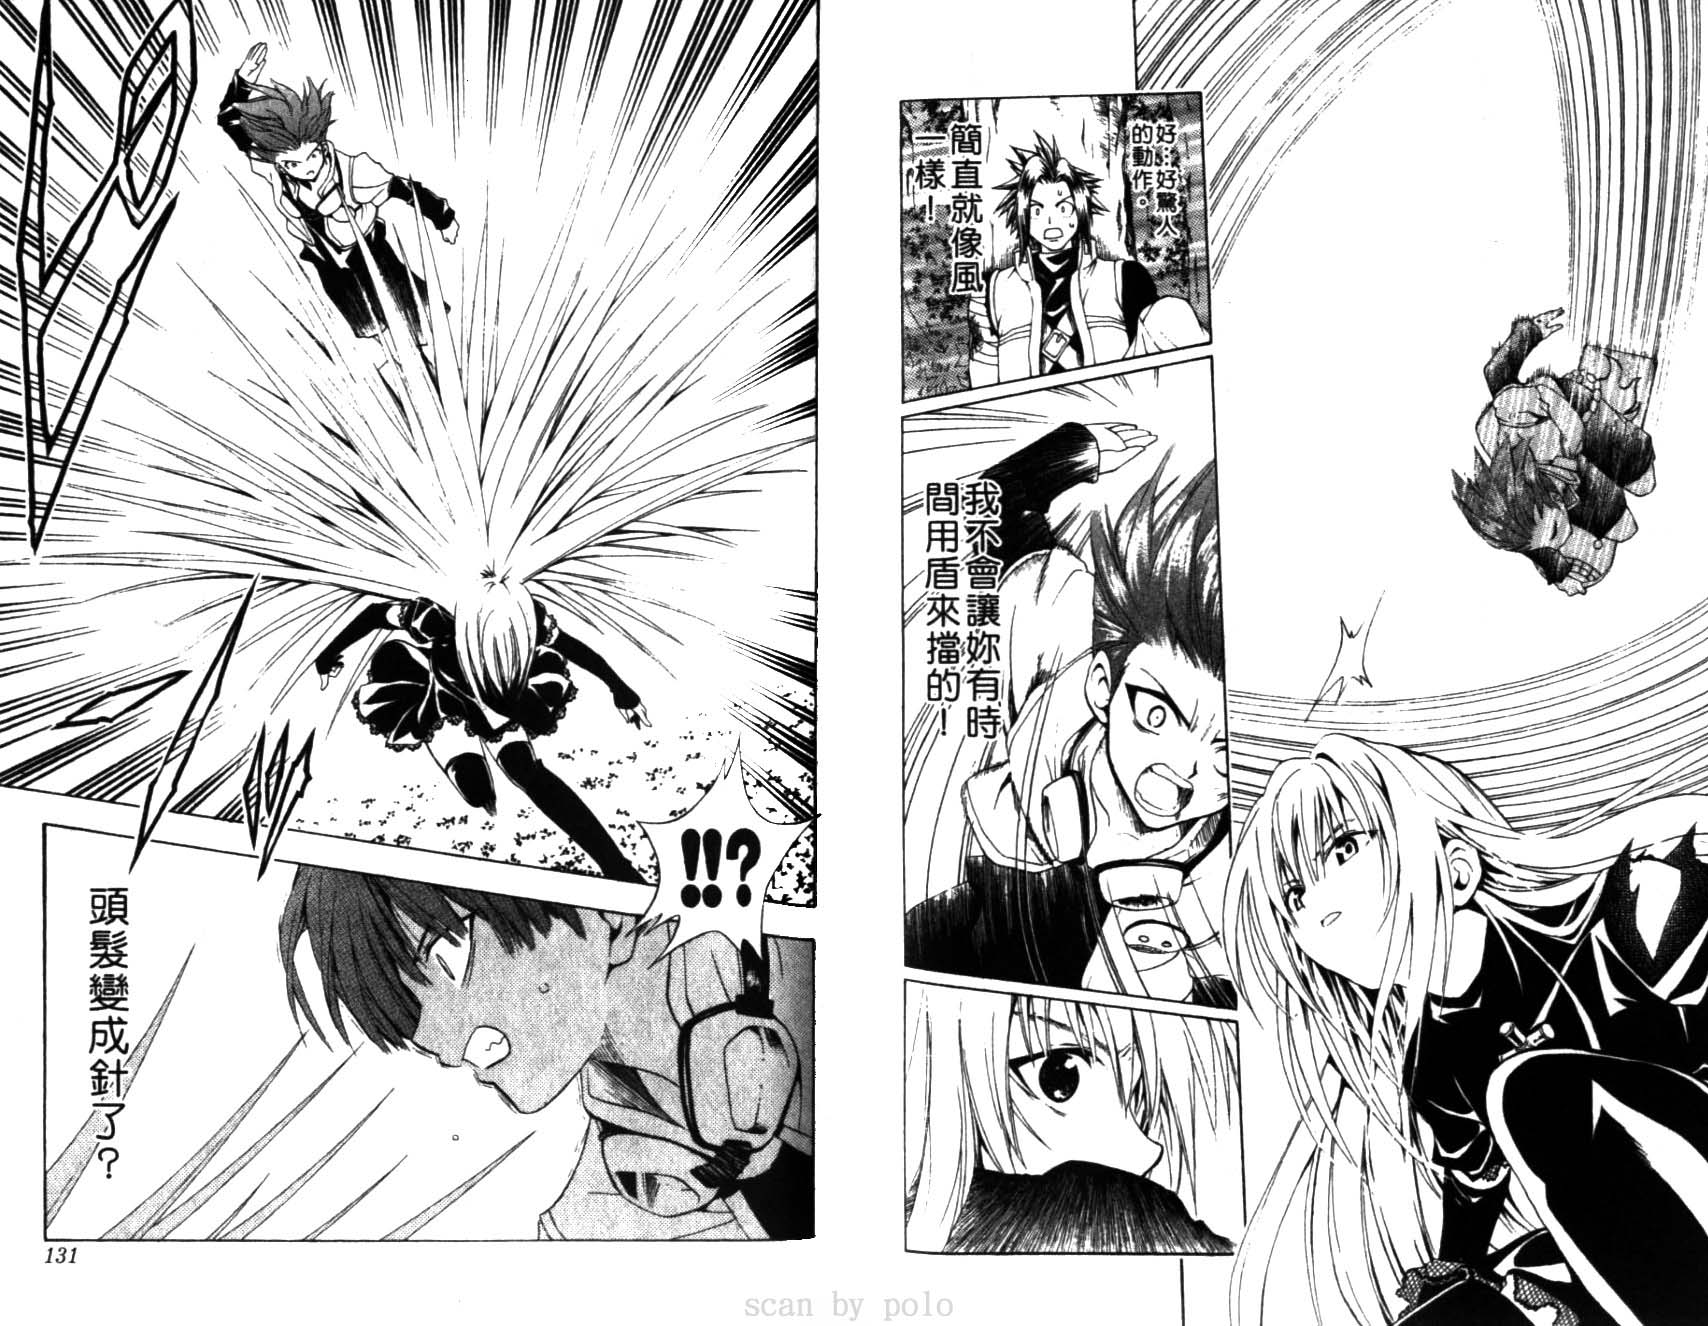 好…好驚人
的動作。
簡直就像風
一樣！
我不會讓妳有時
間用盾來擋的！
!!?
頭髮變成針了？
131
scan by polo